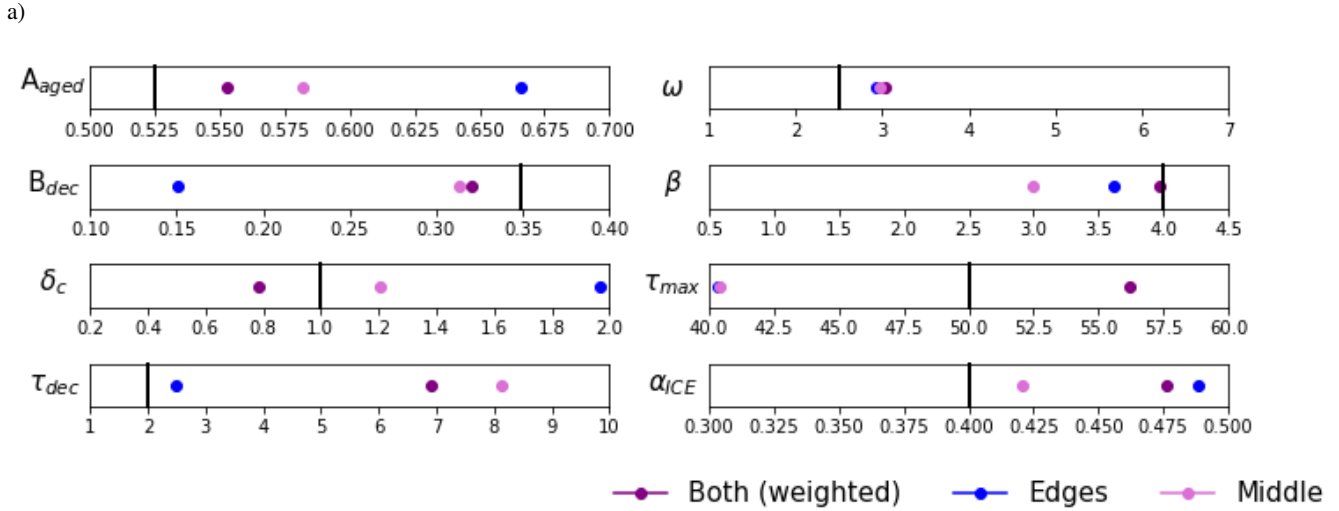 a)
A_aged
0.500 0.525 0.550 0.575 0.600 0.625 0.650 0.675 0.700
ω
1 2 3 4 5 6 7
B_dec
0.10 0.15 0.20 0.25 0.30 0.35 0.40
β
0.5 1.0 1.5 2.0 2.5 3.0 3.5 4.0 4.5
δ_c
0.2 0.4 0.6 0.8 1.0 1.2 1.4 1.6 1.8 2.0
τ_max
40.0 42.5 45.0 47.5 50.0 52.5 55.0 57.5 60.0
τ_dec
1 2 3 4 5 6 7 8 9 10
α_ICE
0.300 0.325 0.350 0.375 0.400 0.425 0.450 0.475 0.500
Both (weighted) Edges Middle